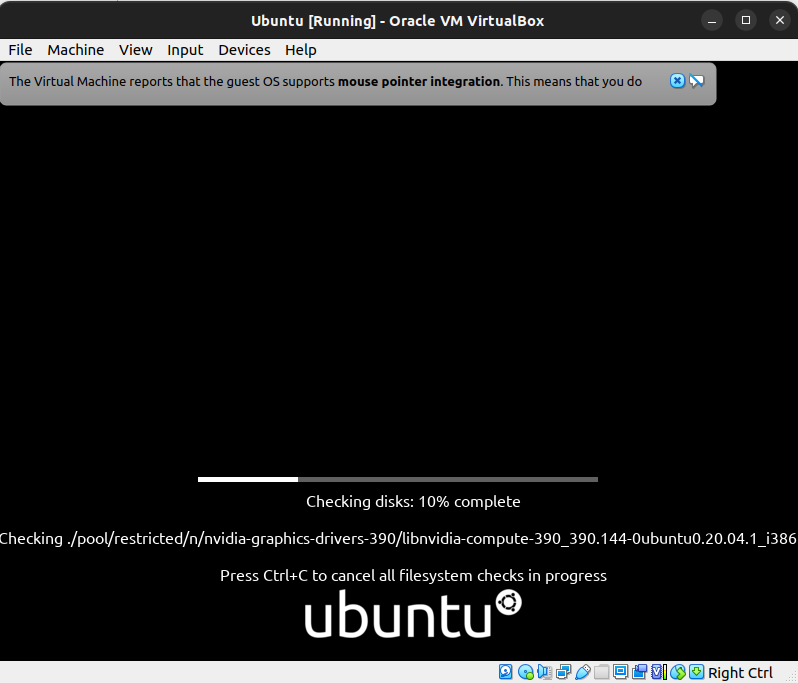 Ubuntu [Running] - Oracle VM VirtualBox
File Machine View Input Devices Help
The Virtual Machine reports that the guest OS supports mouse pointer integration. This means that you do
Checking disks: 10% complete
Checking ./pool/restricted/n/nvidia-graphics-drivers-390/libnvidia-compute-390_390.144-0ubuntu0.20.04.1_i386
Press Ctrl+C to cancel all filesystem checks in progress
ubuntu
Right Ctrl